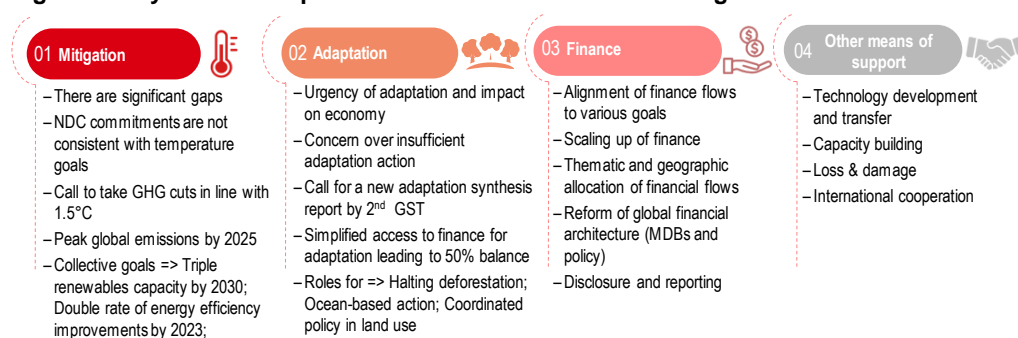 01 Mitigation
– There are significant gaps
– NDC commitments are not
consistent with temperature
goals
– Call to take GHG cuts in line with
1.5°C
– Peak global emissions by 2025
– Collective goals => Triple
renewables capacity by 2030;
Double rate of energy efficiency
improvements by 2023;
02 Adaptation
– Urgency of adaptation and impact
on economy
– Concern over insufficient
adaptation action
– Call for a new adaptation synthesis
report by 2nd GST
– Simplified access to finance for
adaptation leading to 50% balance
– Roles for => Halting deforestation;
Ocean-based action; Coordinated
policy in land use
03 Finance
– Alignment of finance flows
to various goals
– Scaling up of finance
– Thematic and geographic
allocation of financial flows
– Reform of global financial
architecture (MDBs and
policy)
– Disclosure and reporting
04 Other means of
support
– Technology development
and transfer
– Capacity building
– Loss & damage
– International cooperation